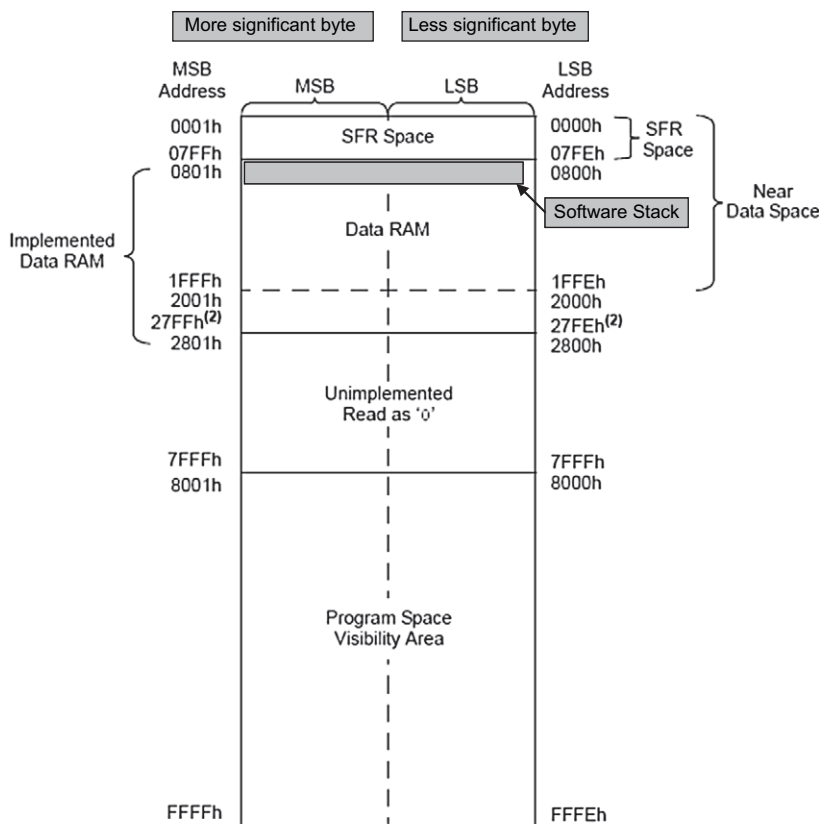 More significant byte
Less significant byte
MSB
Address
LSB
Address
MSB
LSB
0001h
0000h
SFR Space
SFR
Space
07FFh
07FEh
0801h
0800h
Software Stack
Near
Data Space
Implemented
Data RAM
Data RAM
1FFFh
1FFEh
2001h
2000h
27FFh(2)
27FEh(2)
2801h
2800h
Unimplemented
Read as ‘0’
7FFFh
7FFFh
8001h
8000h
Program Space
Visibility Area
FFFFh
FFFEh